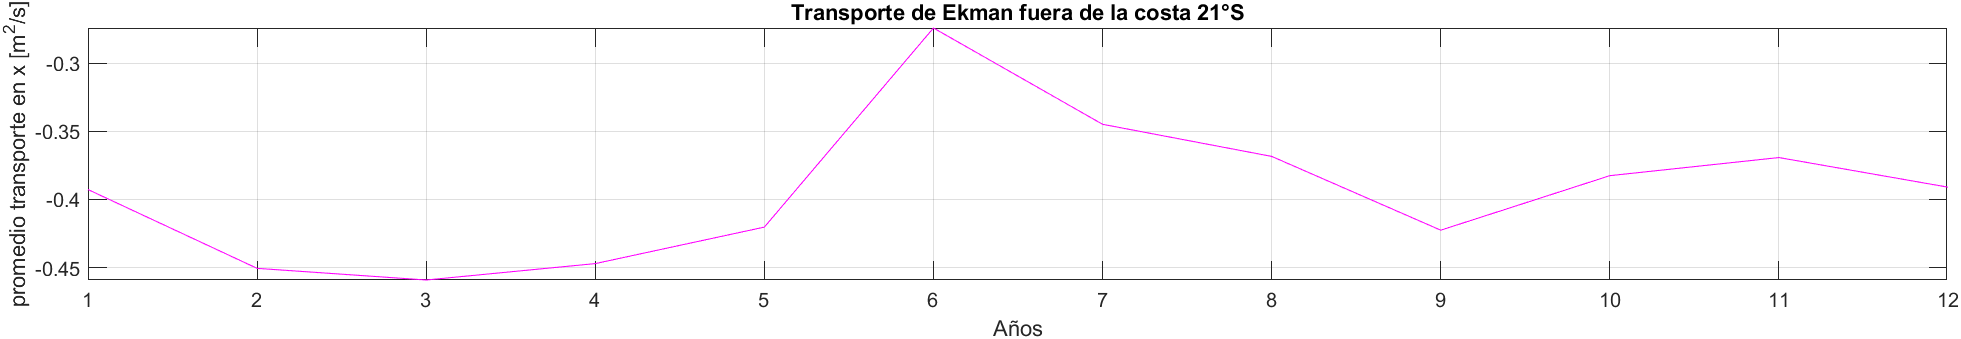 Transporte de Ekman fuera de la costa 21°S
promedio transporte en x [m²/s]
-0.3
-0.35
-0.4
-0.45
1 2 3 4 5 6 7 8 9 10 11 12
Años